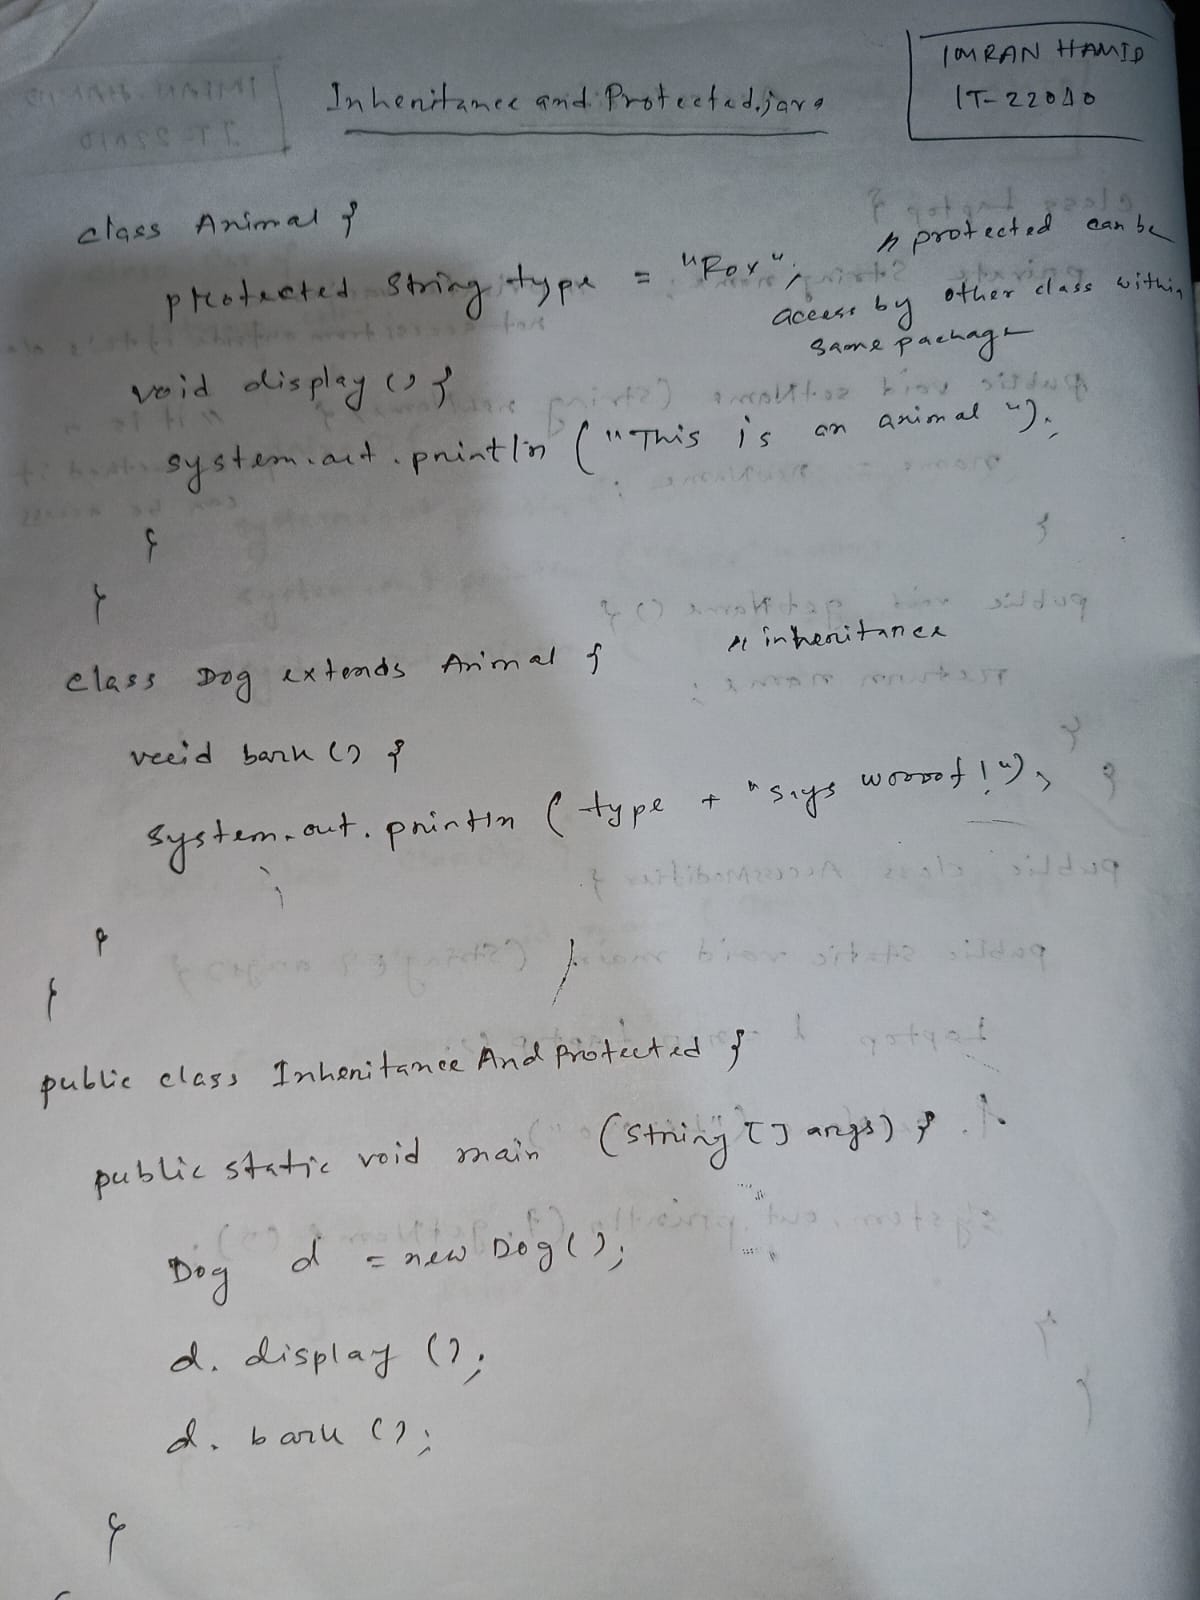 IMRAN HAMID
IT-22010
Inheritance and Protected.java
class Animal {
protected String type = "Rox"; // protected can be
access by other class within
same package
void display () {
system.out.println ("This is an animal");
}
}
class Dog extends Animal { // inheritance
void bark () {
system.out.println (type + "says wooof!");
}
}
public class Inheritance And Protected {
public static void main (String [] args) {
Dog d = new Dog();
d. display ();
d. bark ();
}